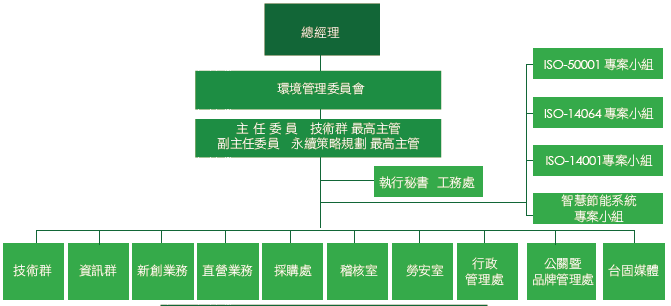 總經理
環境管理委員會
主 任 委 員　技術群 最高主管
副主任委員　永續策略規劃 最高主管
執行秘書 工務處
ISO-50001 專案小組
ISO-14064 專案小組
ISO-14001專案小組
智慧節能系統
專案小組
技術群
資訊群
新創業務
直營業務
採購處
稽核室
勞安室
行政
管理處
公關暨
品牌管理處
台固媒體